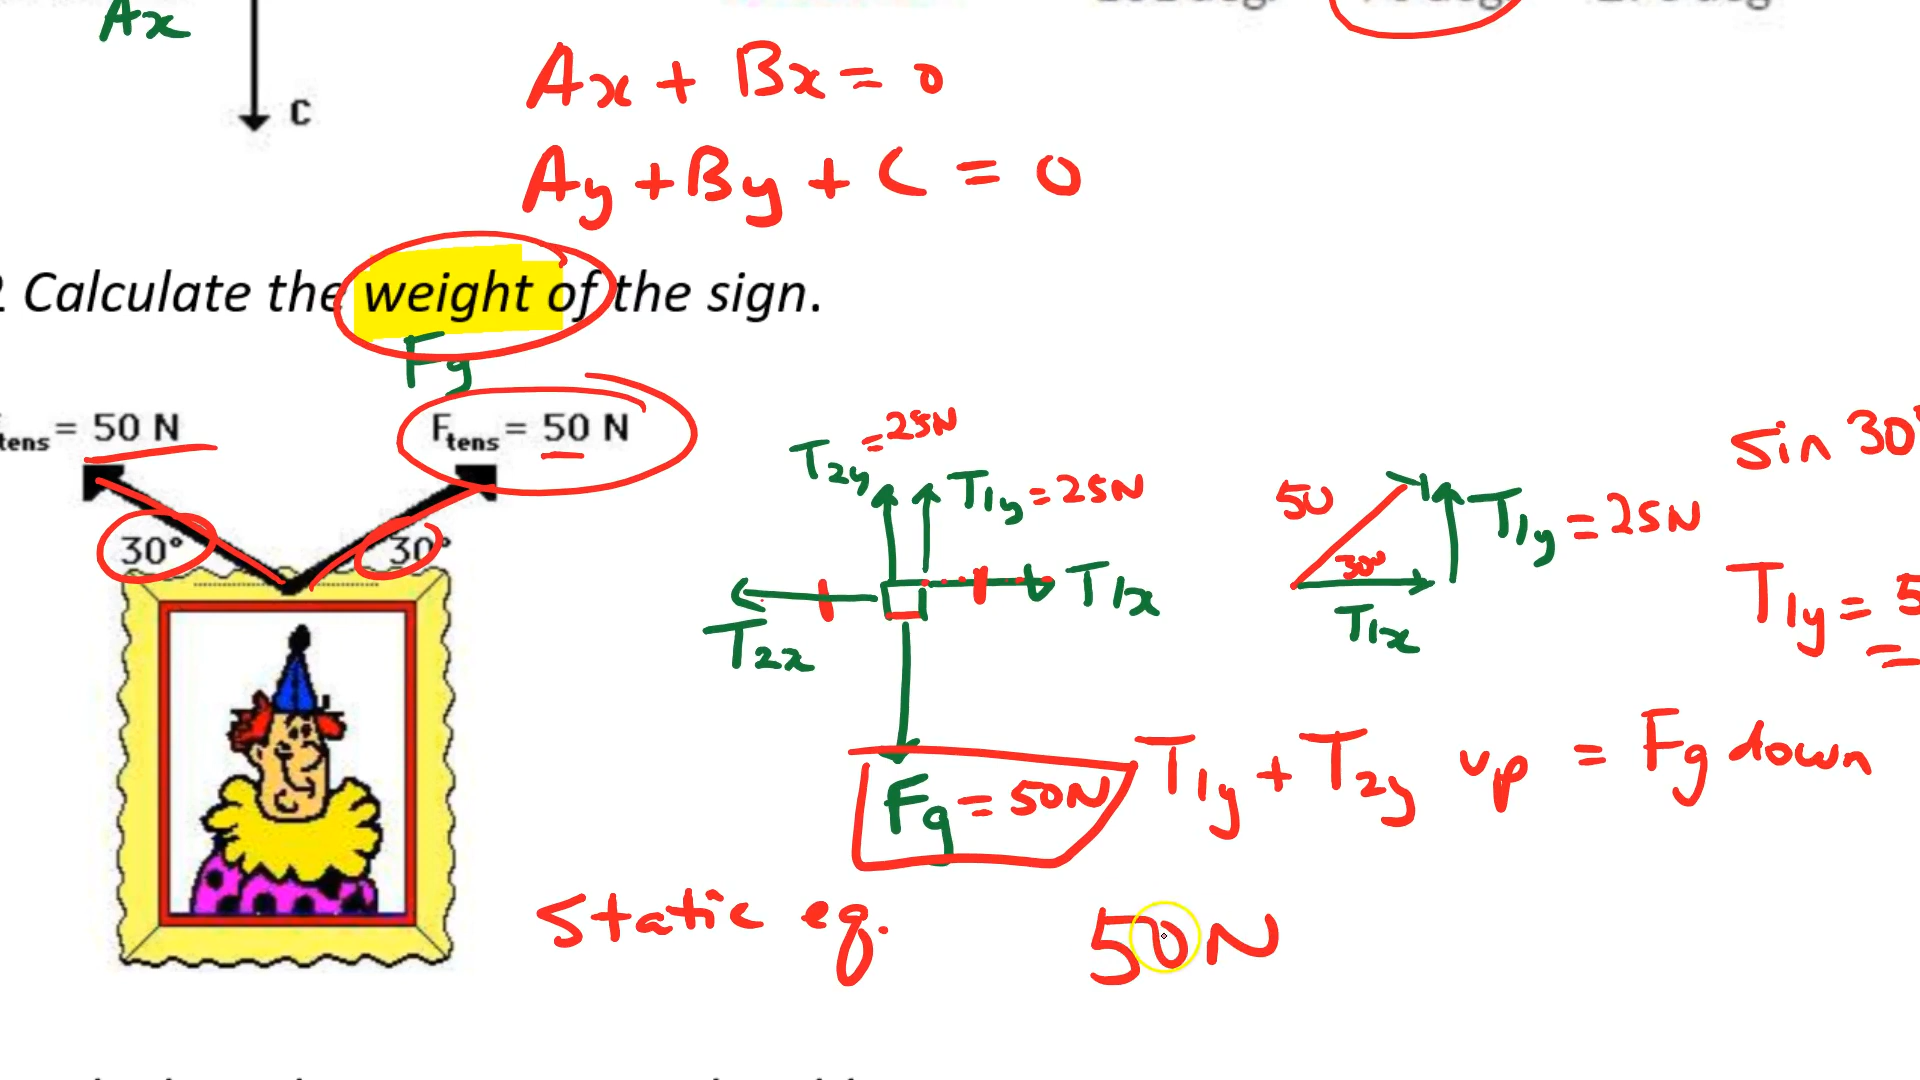 Ax
C
Ax + Bx = 0
Ay + By + C = 0
Calculate the weight of the sign.
Fg
tens = 50 N
Ftens = 50 N
30°
30°
= 25N
T2y
T1y = 25N
T2x
T1x
Fg = 50N
50
30°
T1y = 25N
T1x
sin 30°
T1y = 5
T1y + T2y up = Fg down
Static eq.
50N